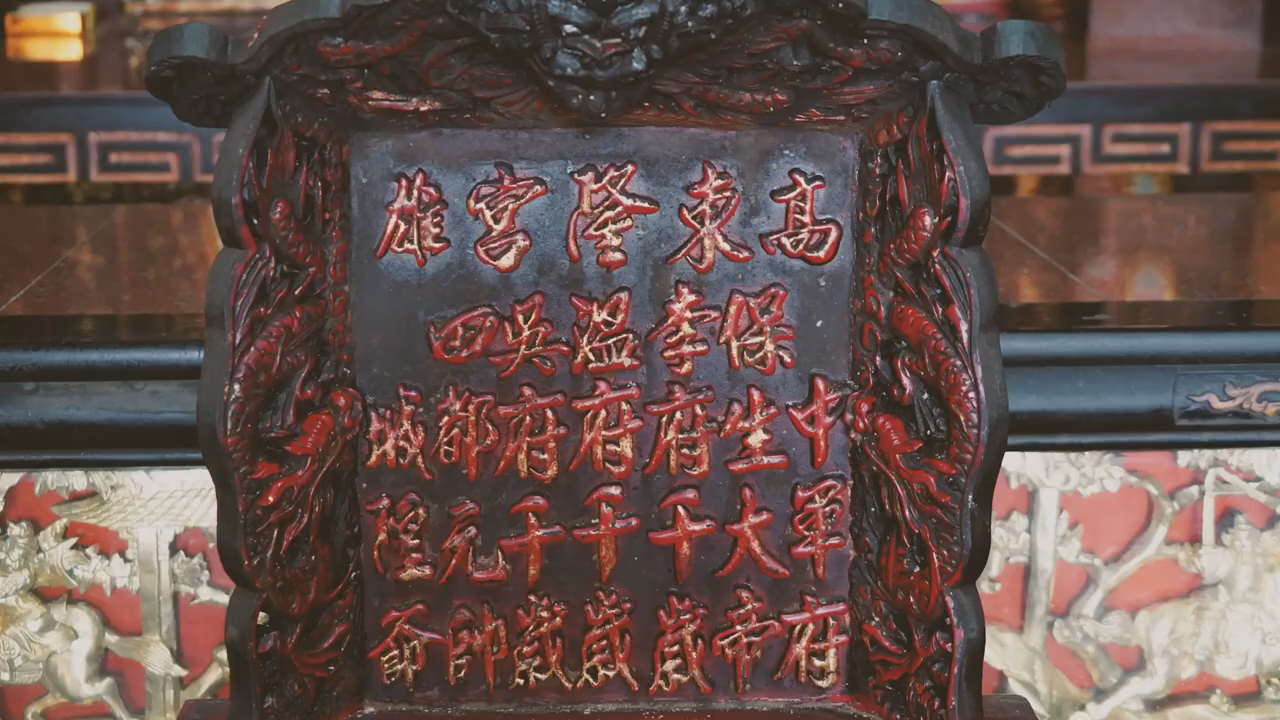 高東隆宮雄
中軍府
保生大帝
李府千歲
溫府千歲
吳府千歲
田都元帥
城隍爺